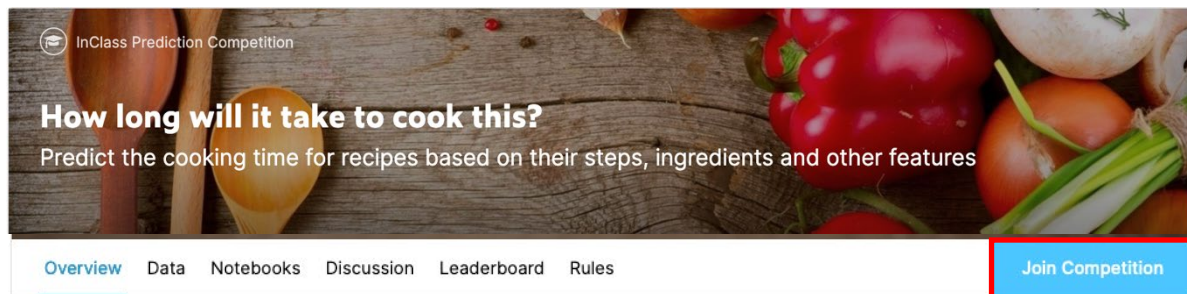 InClass Prediction Competition
How long will it take to cook this?
Predict the cooking time for recipes based on their steps, ingredients and other features
Overview Data Notebooks Discussion Leaderboard Rules Join Competition